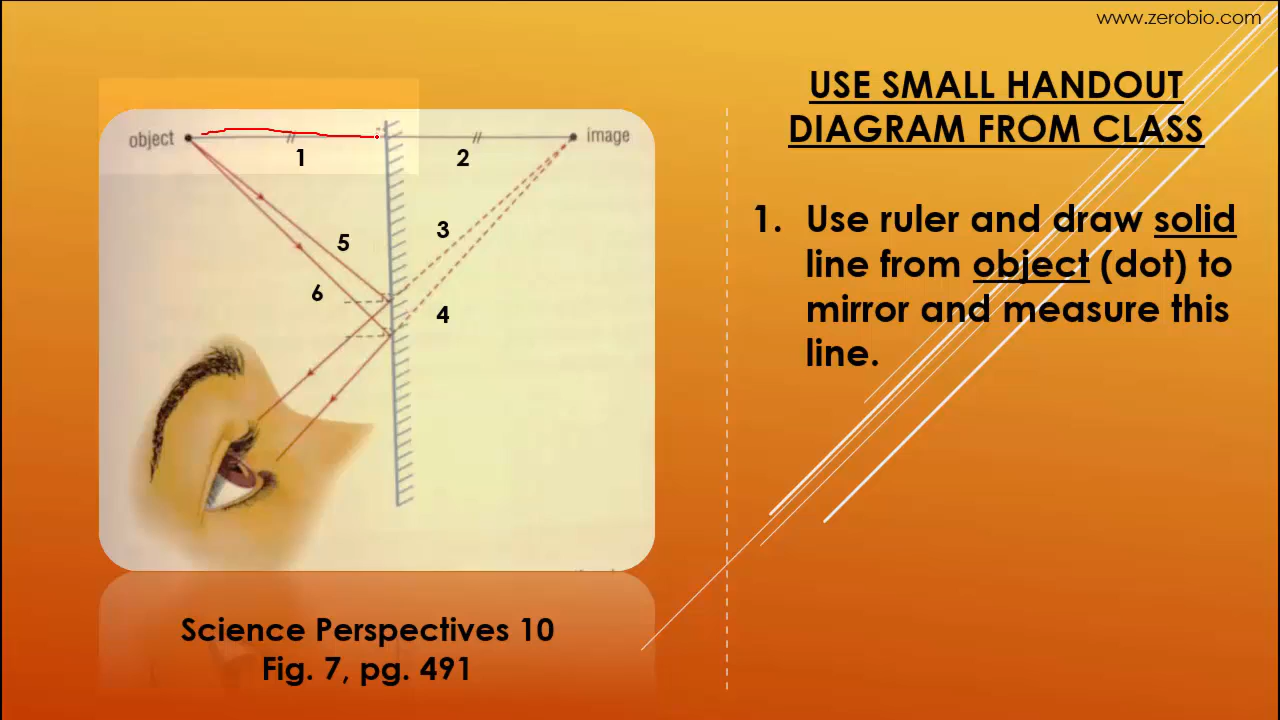 www.zerobio.com
USE SMALL HANDOUT
DIAGRAM FROM CLASS
object
image
1
2
3
5
6
4
1. Use ruler and draw solid
line from object (dot) to
mirror and measure this
line.
Science Perspectives 10
Fig. 7, pg. 491